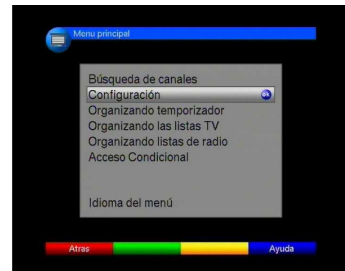 Menu principal
Búsqueda de canales
Configuración
Organizando temporizador
Organizando las listas TV
Organizando listas de radio
Acceso Condicional
Idioma del menú
Atras
Ayuda